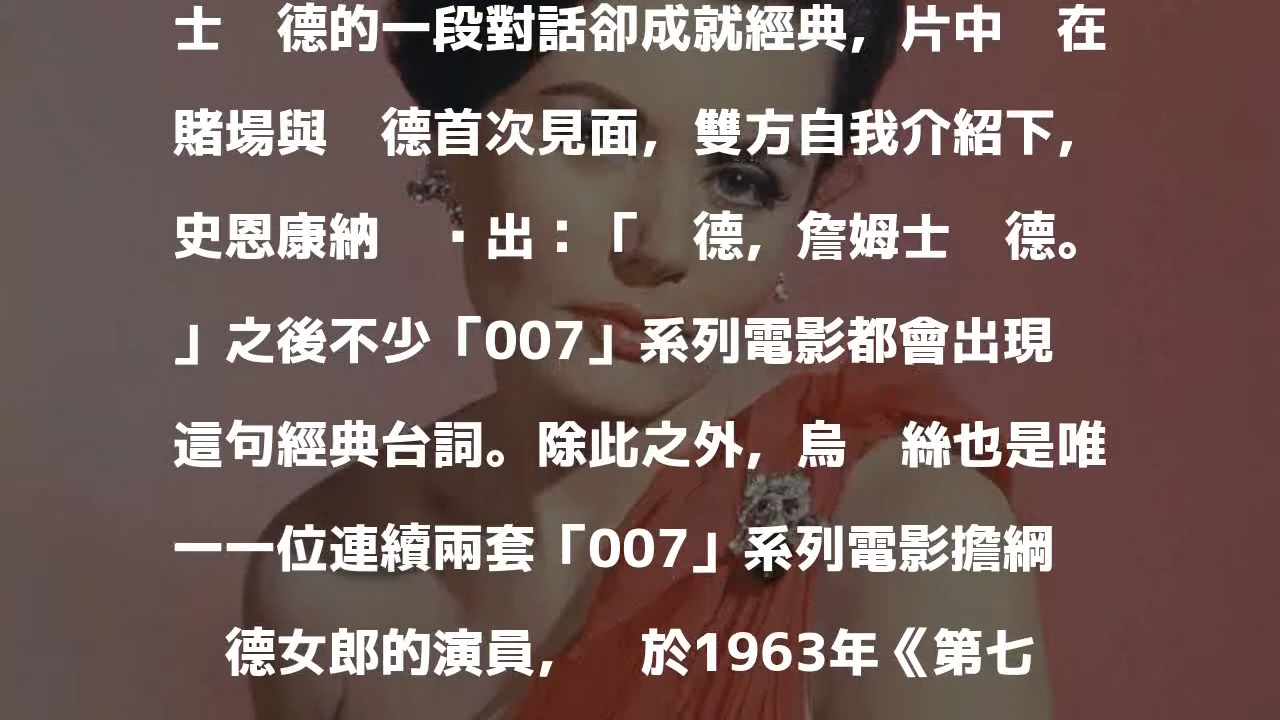 士　德的一段對話卻成就經典，片中　在
賭場與　德首次見面，雙方自我介紹下，
史恩康納　·出：「　德，詹姆士　德。
」之後不少「007」系列電影都會出現
這句經典台詞。除此之外，烏　絲也是唯
一一位連續兩套「007」系列電影擔綱
　德女郎的演員，　於1963年《第七